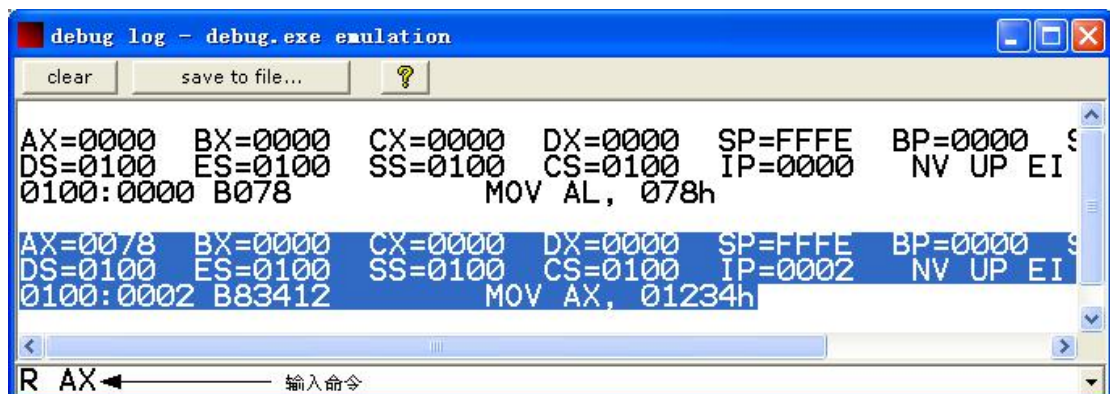 debug log - debug.exe emulation
clear save to file... ?
AX=0000 BX=0000 CX=0000 DX=0000 SP=FFFE BP=0000
DS=0100 ES=0100 SS=0100 CS=0100 IP=0000 NV UP EI
0100:0000 B078 MOV AL, 078h
AX=0078 BX=0000 CX=0000 DX=0000 SP=FFFE BP=0000
DS=0100 ES=0100 SS=0100 CS=0100 IP=0002 NV UP EI
0100:0002 B83412 MOV AX, 01234h
R AX 输入命令